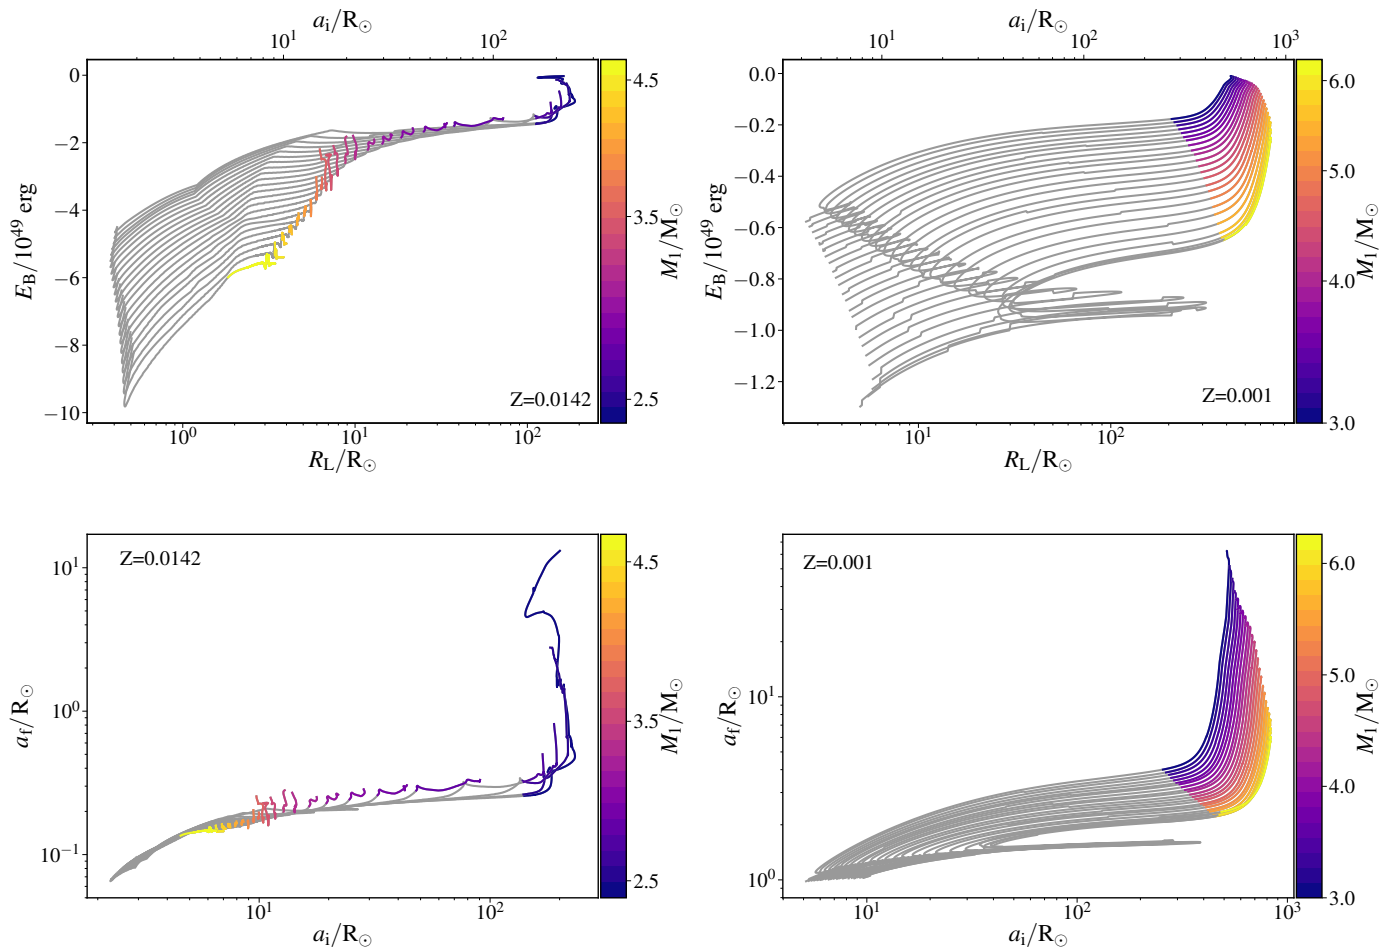 a_i/R_☉
10^1 10^2
0
−2
−4
−6
−8
−10
E_B/10^49 erg
Z=0.0142
10^0 10^1 10^2
R_L/R_☉
4.5
3.5
2.5
M_1/M_☉
a_i/R_☉
10^1 10^2 10^3
0.0
−0.2
−0.4
−0.6
−0.8
−1.0
−1.2
E_B/10^49 erg
Z=0.001
10^1 10^2
R_L/R_☉
6.0
5.0
4.0
3.0
M_1/M_☉
Z=0.0142
10^1
10^0
10^−1
a_f/R_☉
10^1 10^2
a_i/R_☉
4.5
3.5
2.5
M_1/M_☉
Z=0.001
10^1
10^0
a_f/R_☉
10^1 10^2 10^3
a_i/R_☉
6.0
5.0
4.0
3.0
M_1/M_☉